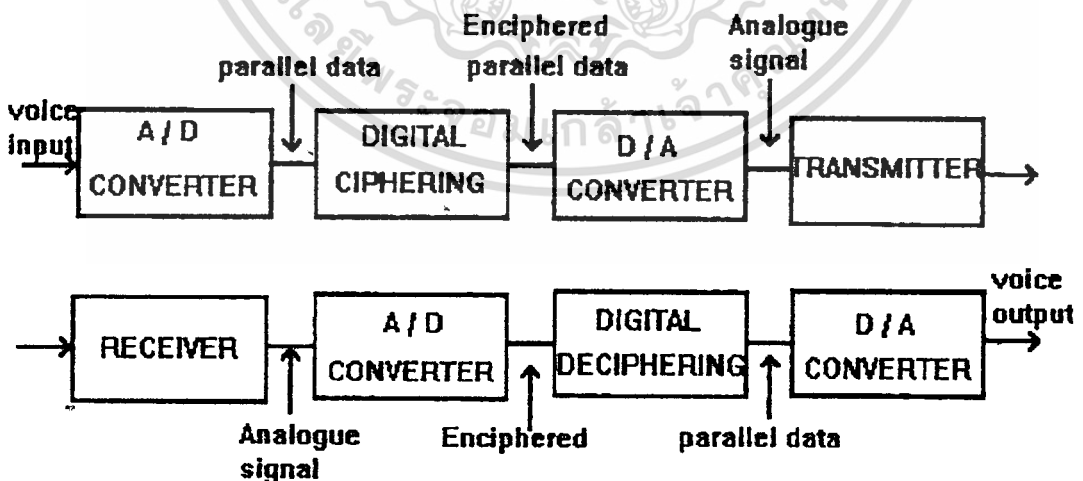 Enciphered
parallel data
Analogue
signal
parallel data
voice
input
A / D
CONVERTER
DIGITAL
CIPHERING
D / A
CONVERTER
TRANSMITTER
RECEIVER
A / D
CONVERTER
DIGITAL
DECIPHERING
D / A
CONVERTER
voice
output
Analogue
signal
Enciphered
parallel data